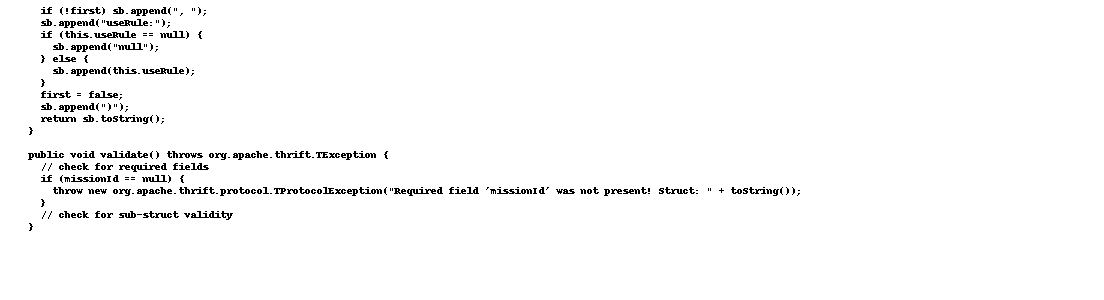 if (!first) sb.append(", ");
sb.append("useRule:");
if (this.useRule == null) {
sb.append("null");
} else {
sb.append(this.useRule);
}
first = false;
sb.append(")");
return sb.toString();
}
public void validate() throws org.apache.thrift.TException {
// check for required fields
if (missionId == null) {
throw new org.apache.thrift.protocol.TProtocolException("Required field 'missionId' was not present! Struct: " + toString());
}
// check for sub-struct validity
}